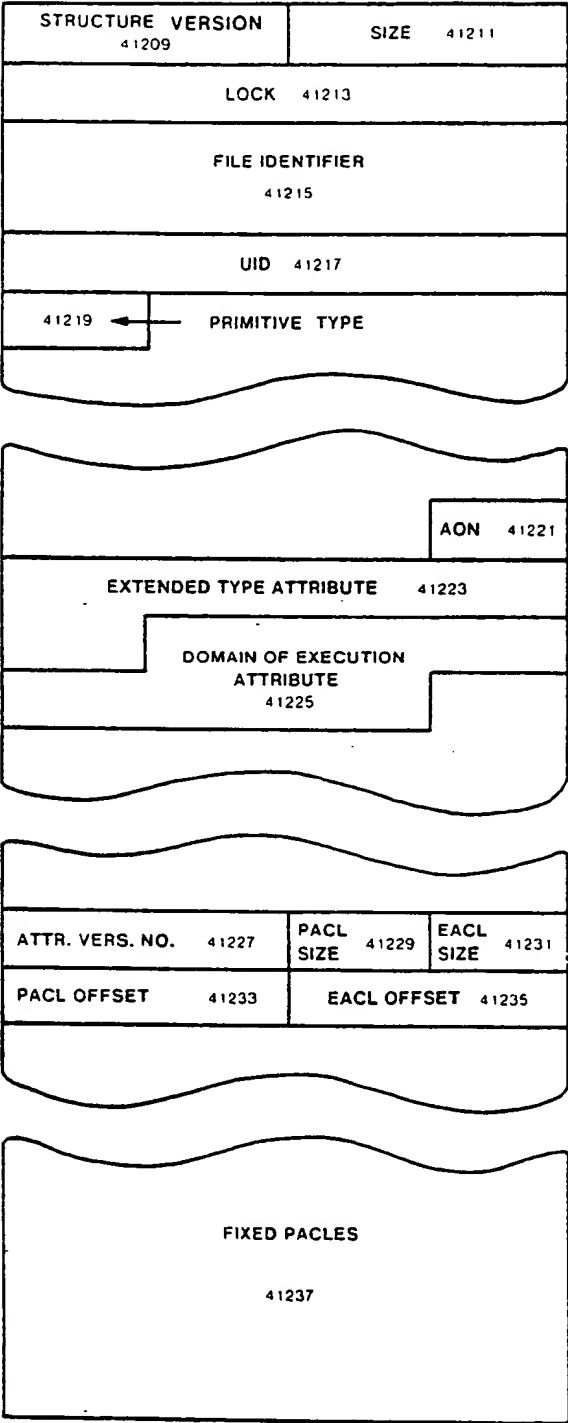 STRUCTURE VERSION
41209
SIZE 41211
LOCK 41213
FILE IDENTIFIER
41215
UID 41217
41219 PRIMITIVE TYPE
AON 41221
EXTENDED TYPE ATTRIBUTE 41223
DOMAIN OF EXECUTION
ATTRIBUTE
41225
ATTR. VERS. NO. 41227
PACL
SIZE 41229
EACL
SIZE 41231
PACL OFFSET 41233
EACL OFFSET 41235
FIXED PACLES
41237